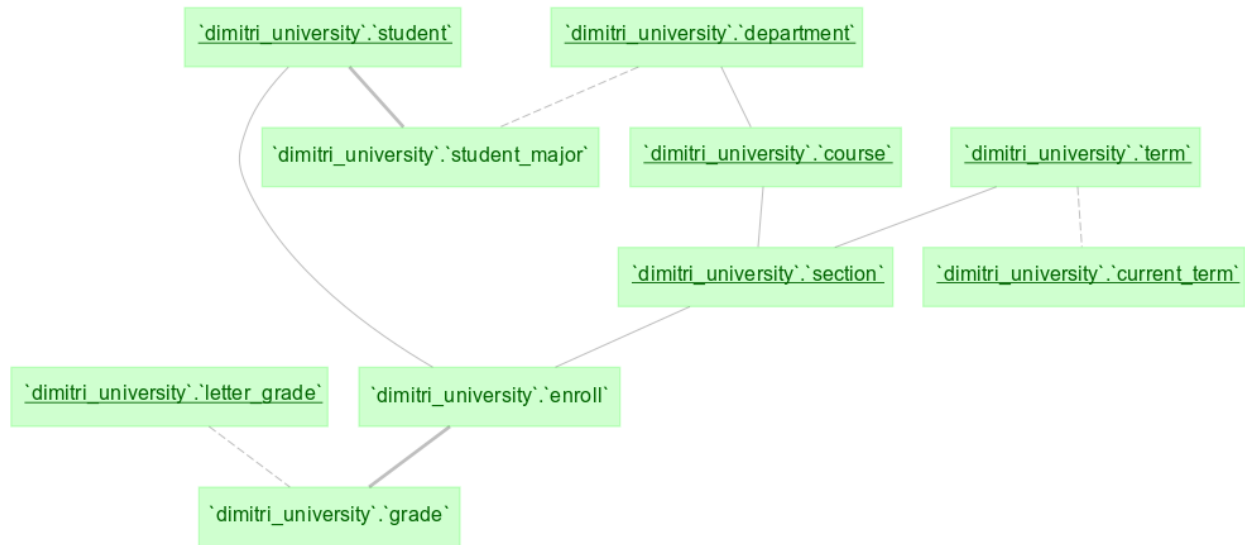 `dimitri_university`.`student`
`dimitri_university`.`department`
`dimitri_university`.`student_major`
`dimitri_university`.`course`
`dimitri_university`.`term`
`dimitri_university`.`section`
`dimitri_university`.`current_term`
`dimitri_university`.`letter_grade`
`dimitri_university`.`enroll`
`dimitri_university`.`grade`